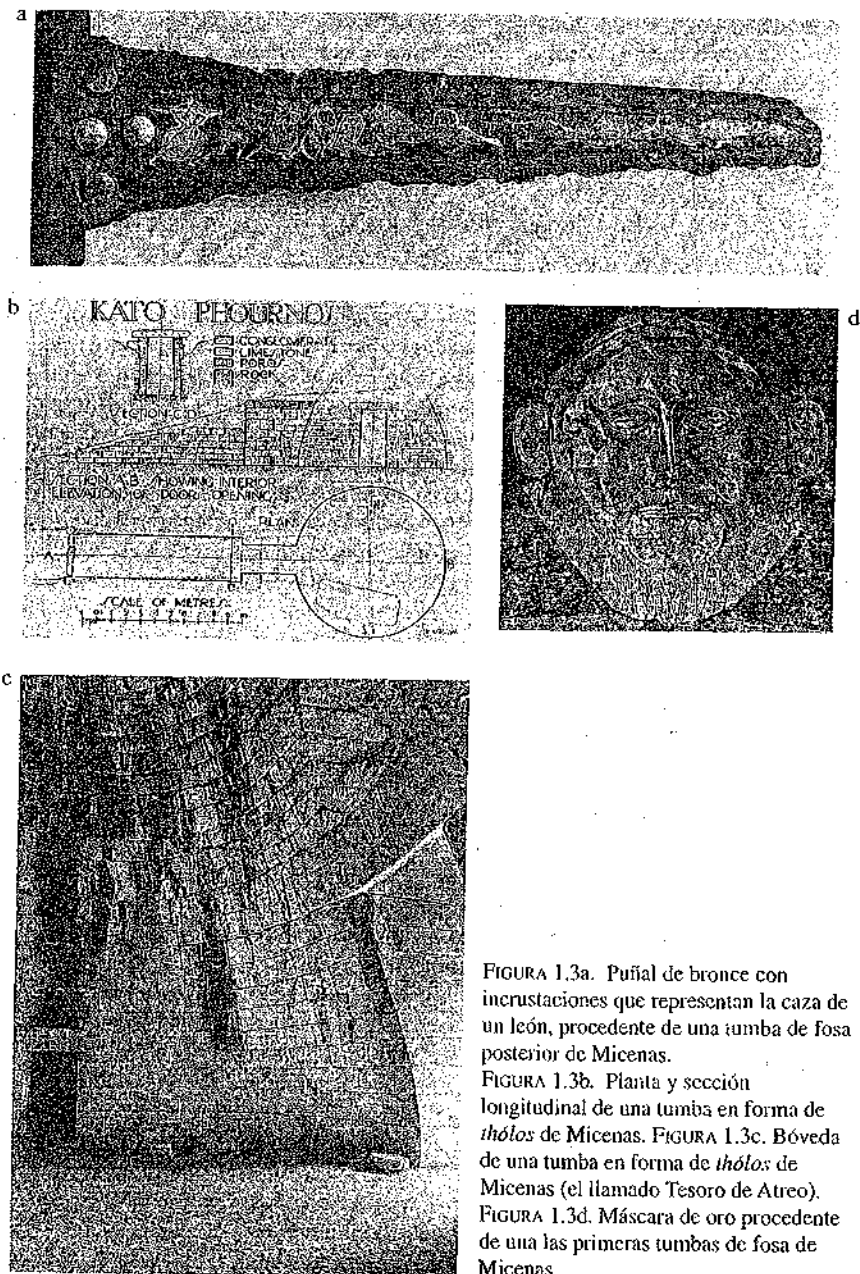 a
b
KATO PHOURNOI
CONGLOMERATE
LIMESTONE
POROS
ROCK
SECTION C.D.
SECTION A.B. SHOWING INTERIOR
ELEVATION OF DOOR OPENING
PLAN
SCALE OF METRES
d
c
FIGURA 1.3a. Puñal de bronce con
incrustaciones que representan la caza de
un león, procedente de una tumba de fosa
posterior de Micenas.
FIGURA 1.3b. Planta y sección
longitudinal de una tumba en forma de
thólos de Micenas. FIGURA 1.3c. Bóveda
de una tumba en forma de thólos de
Micenas (el llamado Tesoro de Atreo).
FIGURA 1.3d. Máscara de oro procedente
de una las primeras tumbas de fosa de
Micenas